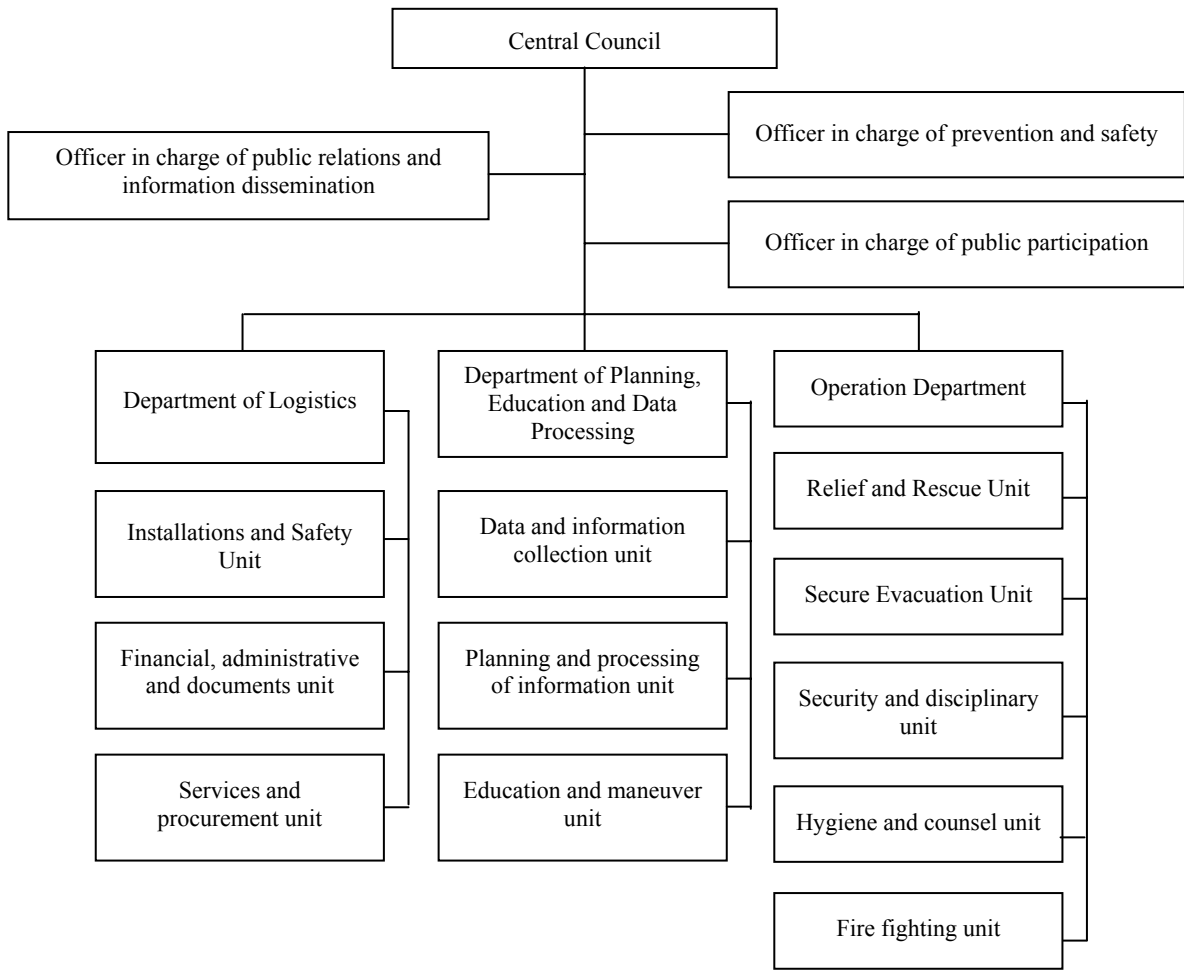 Central Council
Officer in charge of prevention and safety
Officer in charge of public relations and
information dissemination
Officer in charge of public participation
Department of Logistics
Installations and Safety
Unit
Financial, administrative
and documents unit
Services and
procurement unit
Department of Planning,
Education and Data
Processing
Data and information
collection unit
Planning and processing
of information unit
Education and maneuver
unit
Operation Department
Relief and Rescue Unit
Secure Evacuation Unit
Security and disciplinary
unit
Hygiene and counsel unit
Fire fighting unit